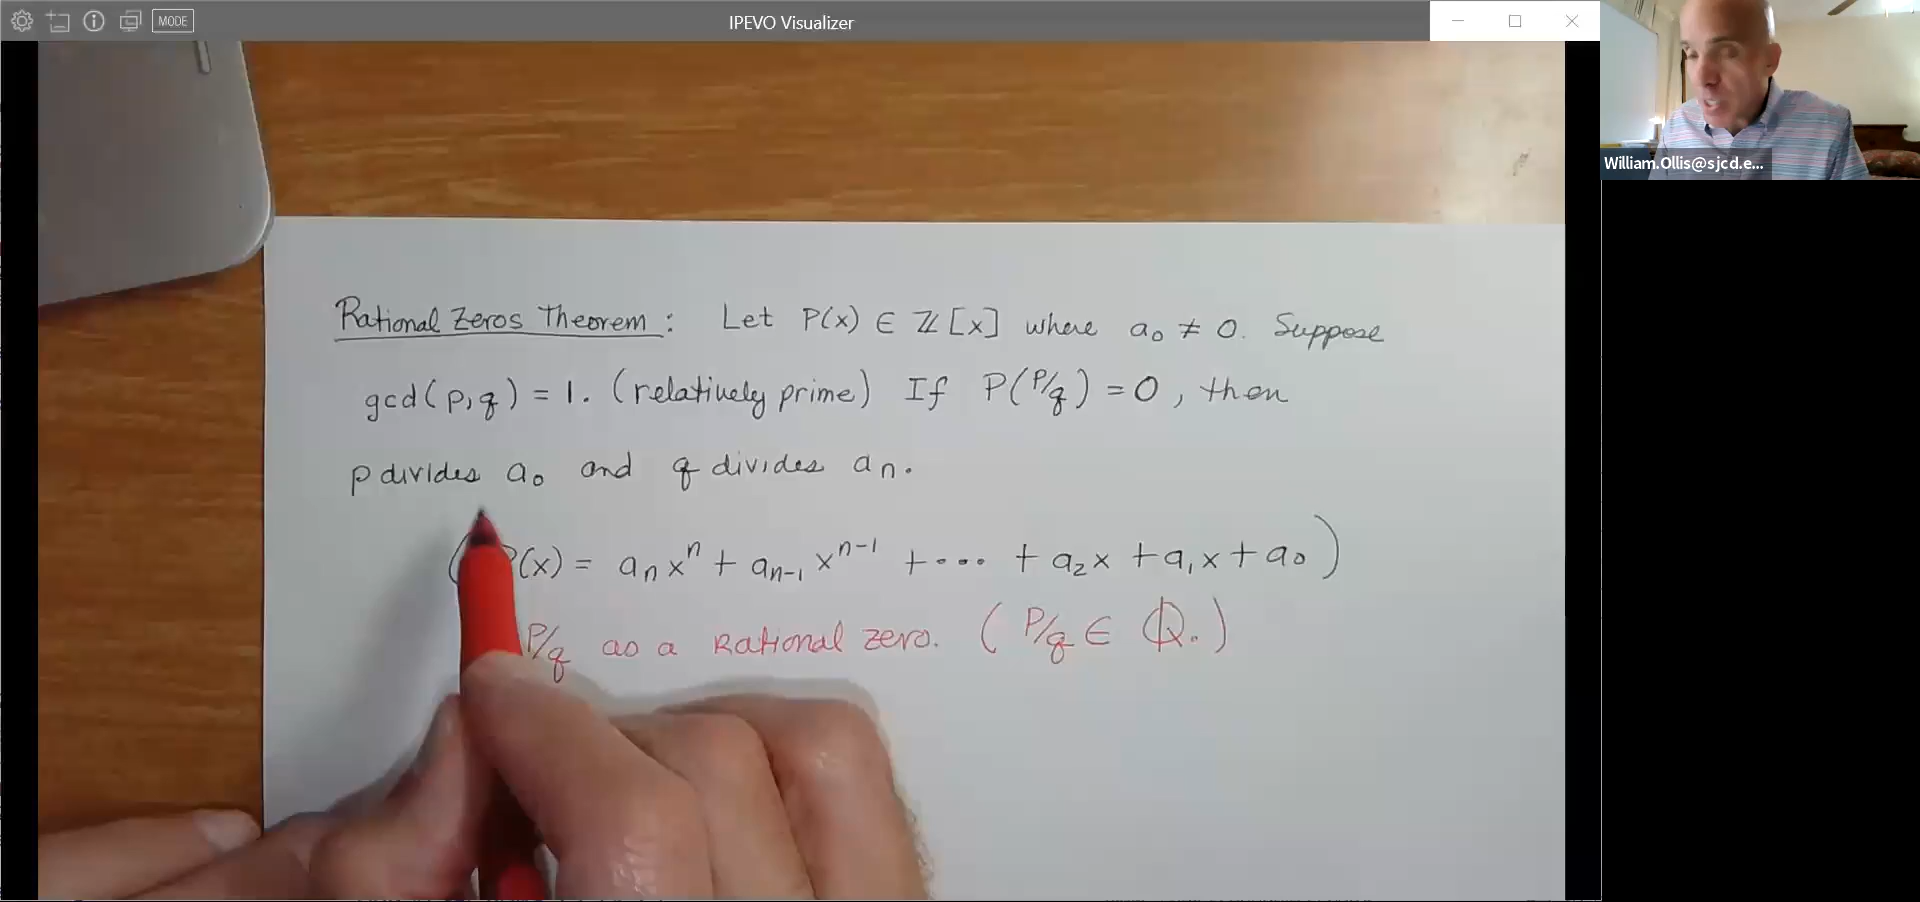 MODE
IPEVO Visualizer
William.Ollis@sjcd.e...
Rational Zeros Theorem : Let P(x) ∈ ℤ[x] where a₀ ≠ 0. Suppose
gcd(p,q) = 1. (relatively prime) If P(P/q) = 0, then
p divides a₀ and q divides aₙ.
(P(x) = aₙxⁿ + aₙ₋₁xⁿ⁻¹ + ... + a₂x + a₁x + a₀)
P/q as a Rational zero. (P/q ∈ ℚ.)